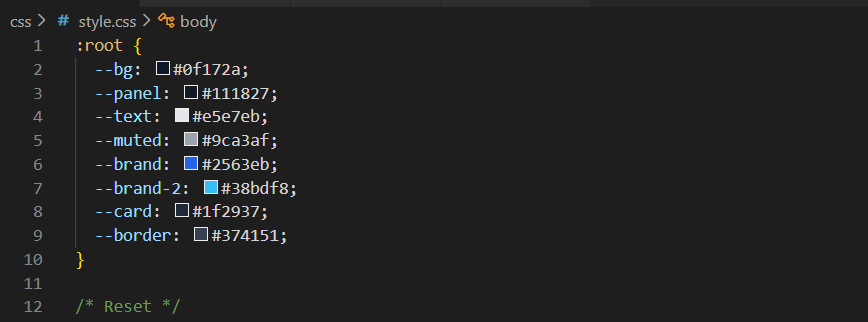 css > # style.css > body
1 :root {
2 --bg: #0f172a;
3 --panel: #111827;
4 --text: #e5e7eb;
5 --muted: #9ca3af;
6 --brand: #2563eb;
7 --brand-2: #38bdf8;
8 --card: #1f2937;
9 --border: #374151;
10 }
11
12 /* Reset */